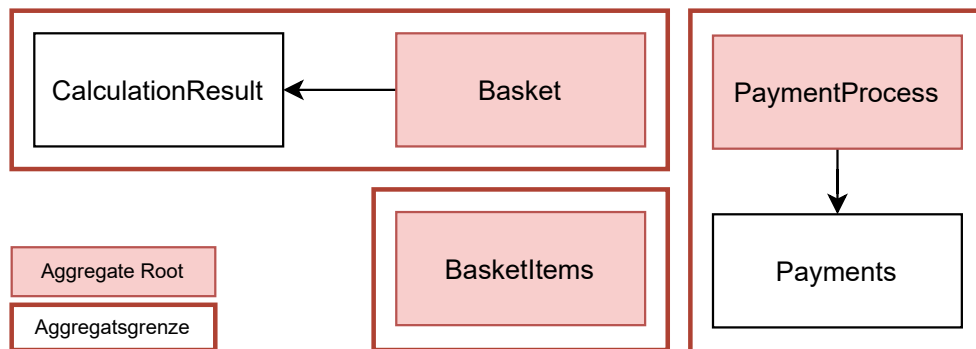 CalculationResult
Basket
PaymentProcess
BasketItems
Payments
Aggregate Root
Aggregatsgrenze